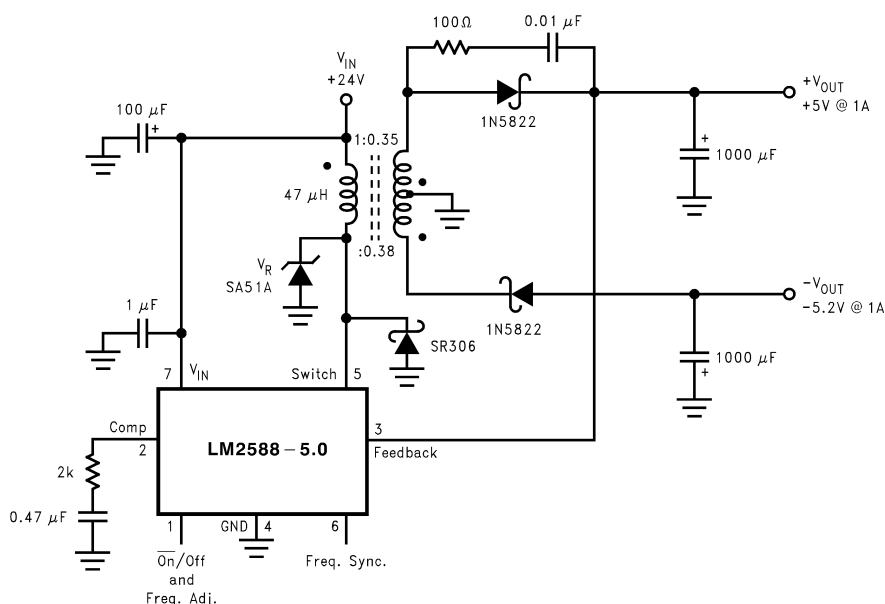 100Ω
0.01 μF
V_IN
+24V
100 μF
+
1:0.35
1N5822
+V_OUT
+5V @ 1A
+
1000 μF
47 μH
:0.38
V_R
SA51A
1 μF
1N5822
-V_OUT
-5.2V @ 1A
SR306
1000 μF
+
7
V_IN
Switch
5
Comp
2
LM2588-5.0
3
Feedback
2k
0.47 μF
1
GND
4
6
On/Off
and
Freq. Adj.
Freq. Sync.